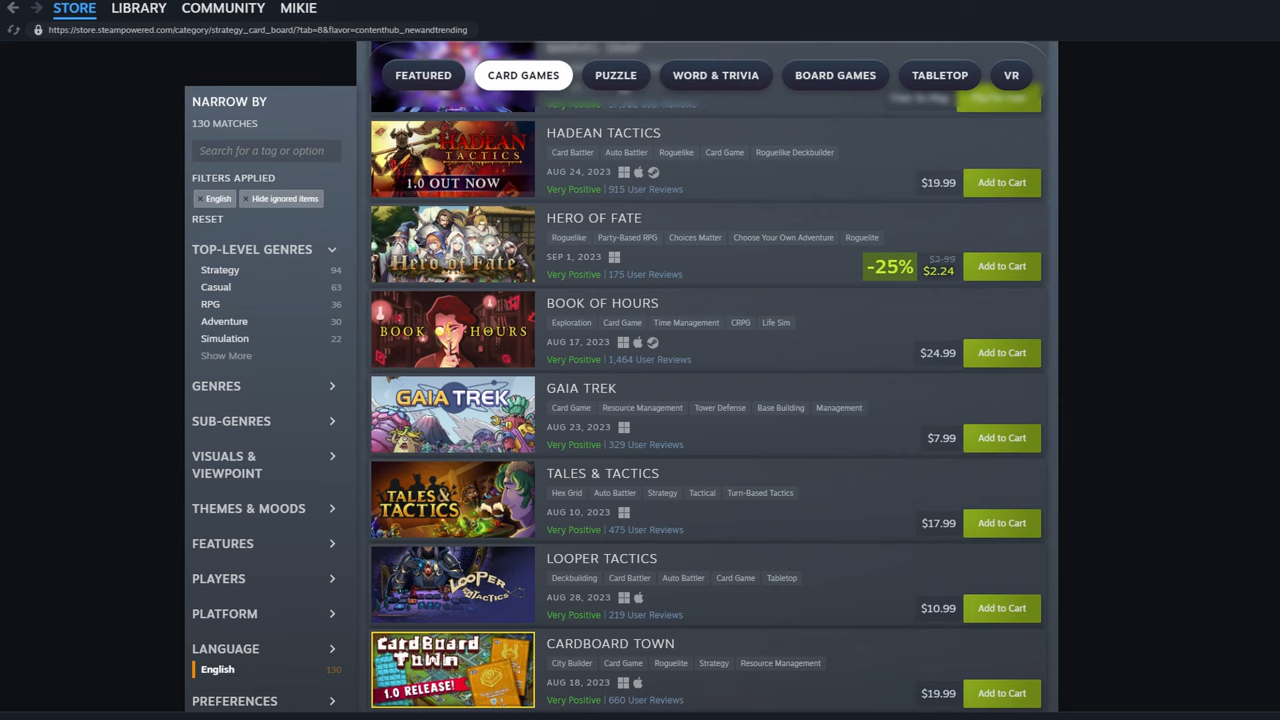 STORE LIBRARY COMMUNITY MIKIE
https://store.steampowered.com/category/strategy_card_board/?tab=8&flavor=contenthub_newandtrending
FEATURED CARD GAMES PUZZLE WORD & TRIVIA BOARD GAMES TABLETOP VR
NARROW BY
130 MATCHES
Search for a tag or option
FILTERS APPLIED
× English × Hide ignored items
RESET
TOP-LEVEL GENRES
Strategy 94
Casual 63
RPG 36
Adventure 30
Simulation 22
Show More
GENRES
SUB-GENRES
VISUALS &
VIEWPOINT
THEMES & MOODS
FEATURES
PLAYERS
PLATFORM
LANGUAGE
English 130
PREFERENCES
HADEAN
TACTICS
1.0 OUT NOW
HADEAN TACTICS
Card Battler Auto Battler Roguelike Card Game Roguelike Deckbuilder
AUG 24, 2023
Very Positive | 915 User Reviews
$19.99 Add to Cart
Hero of Fate
HERO OF FATE
Roguelike Party-Based RPG Choices Matter Choose Your Own Adventure Roguelite
SEP 1, 2023
Very Positive | 175 User Reviews
-25% $2.99 $2.24 Add to Cart
BOOK OF HOURS
BOOK OF HOURS
Exploration Card Game Time Management CRPG Life Sim
AUG 17, 2023
Very Positive | 1,464 User Reviews
$24.99 Add to Cart
GAIA TREK
GAIA TREK
Card Game Resource Management Tower Defense Base Building Management
AUG 23, 2023
Very Positive | 329 User Reviews
$7.99 Add to Cart
TALES &
TACTICS
TALES & TACTICS
Hex Grid Auto Battler Strategy Tactical Turn-Based Tactics
AUG 10, 2023
Very Positive | 475 User Reviews
$17.99 Add to Cart
LOOPER
TACTICS
LOOPER TACTICS
Deckbuilding Card Battler Auto Battler Card Game Tabletop
AUG 28, 2023
Very Positive | 219 User Reviews
$10.99 Add to Cart
CardBoard
Town
1.0 RELEASE!
CARDBOARD TOWN
City Builder Card Game Roguelite Strategy Resource Management
AUG 18, 2023
Very Positive | 660 User Reviews
$19.99 Add to Cart